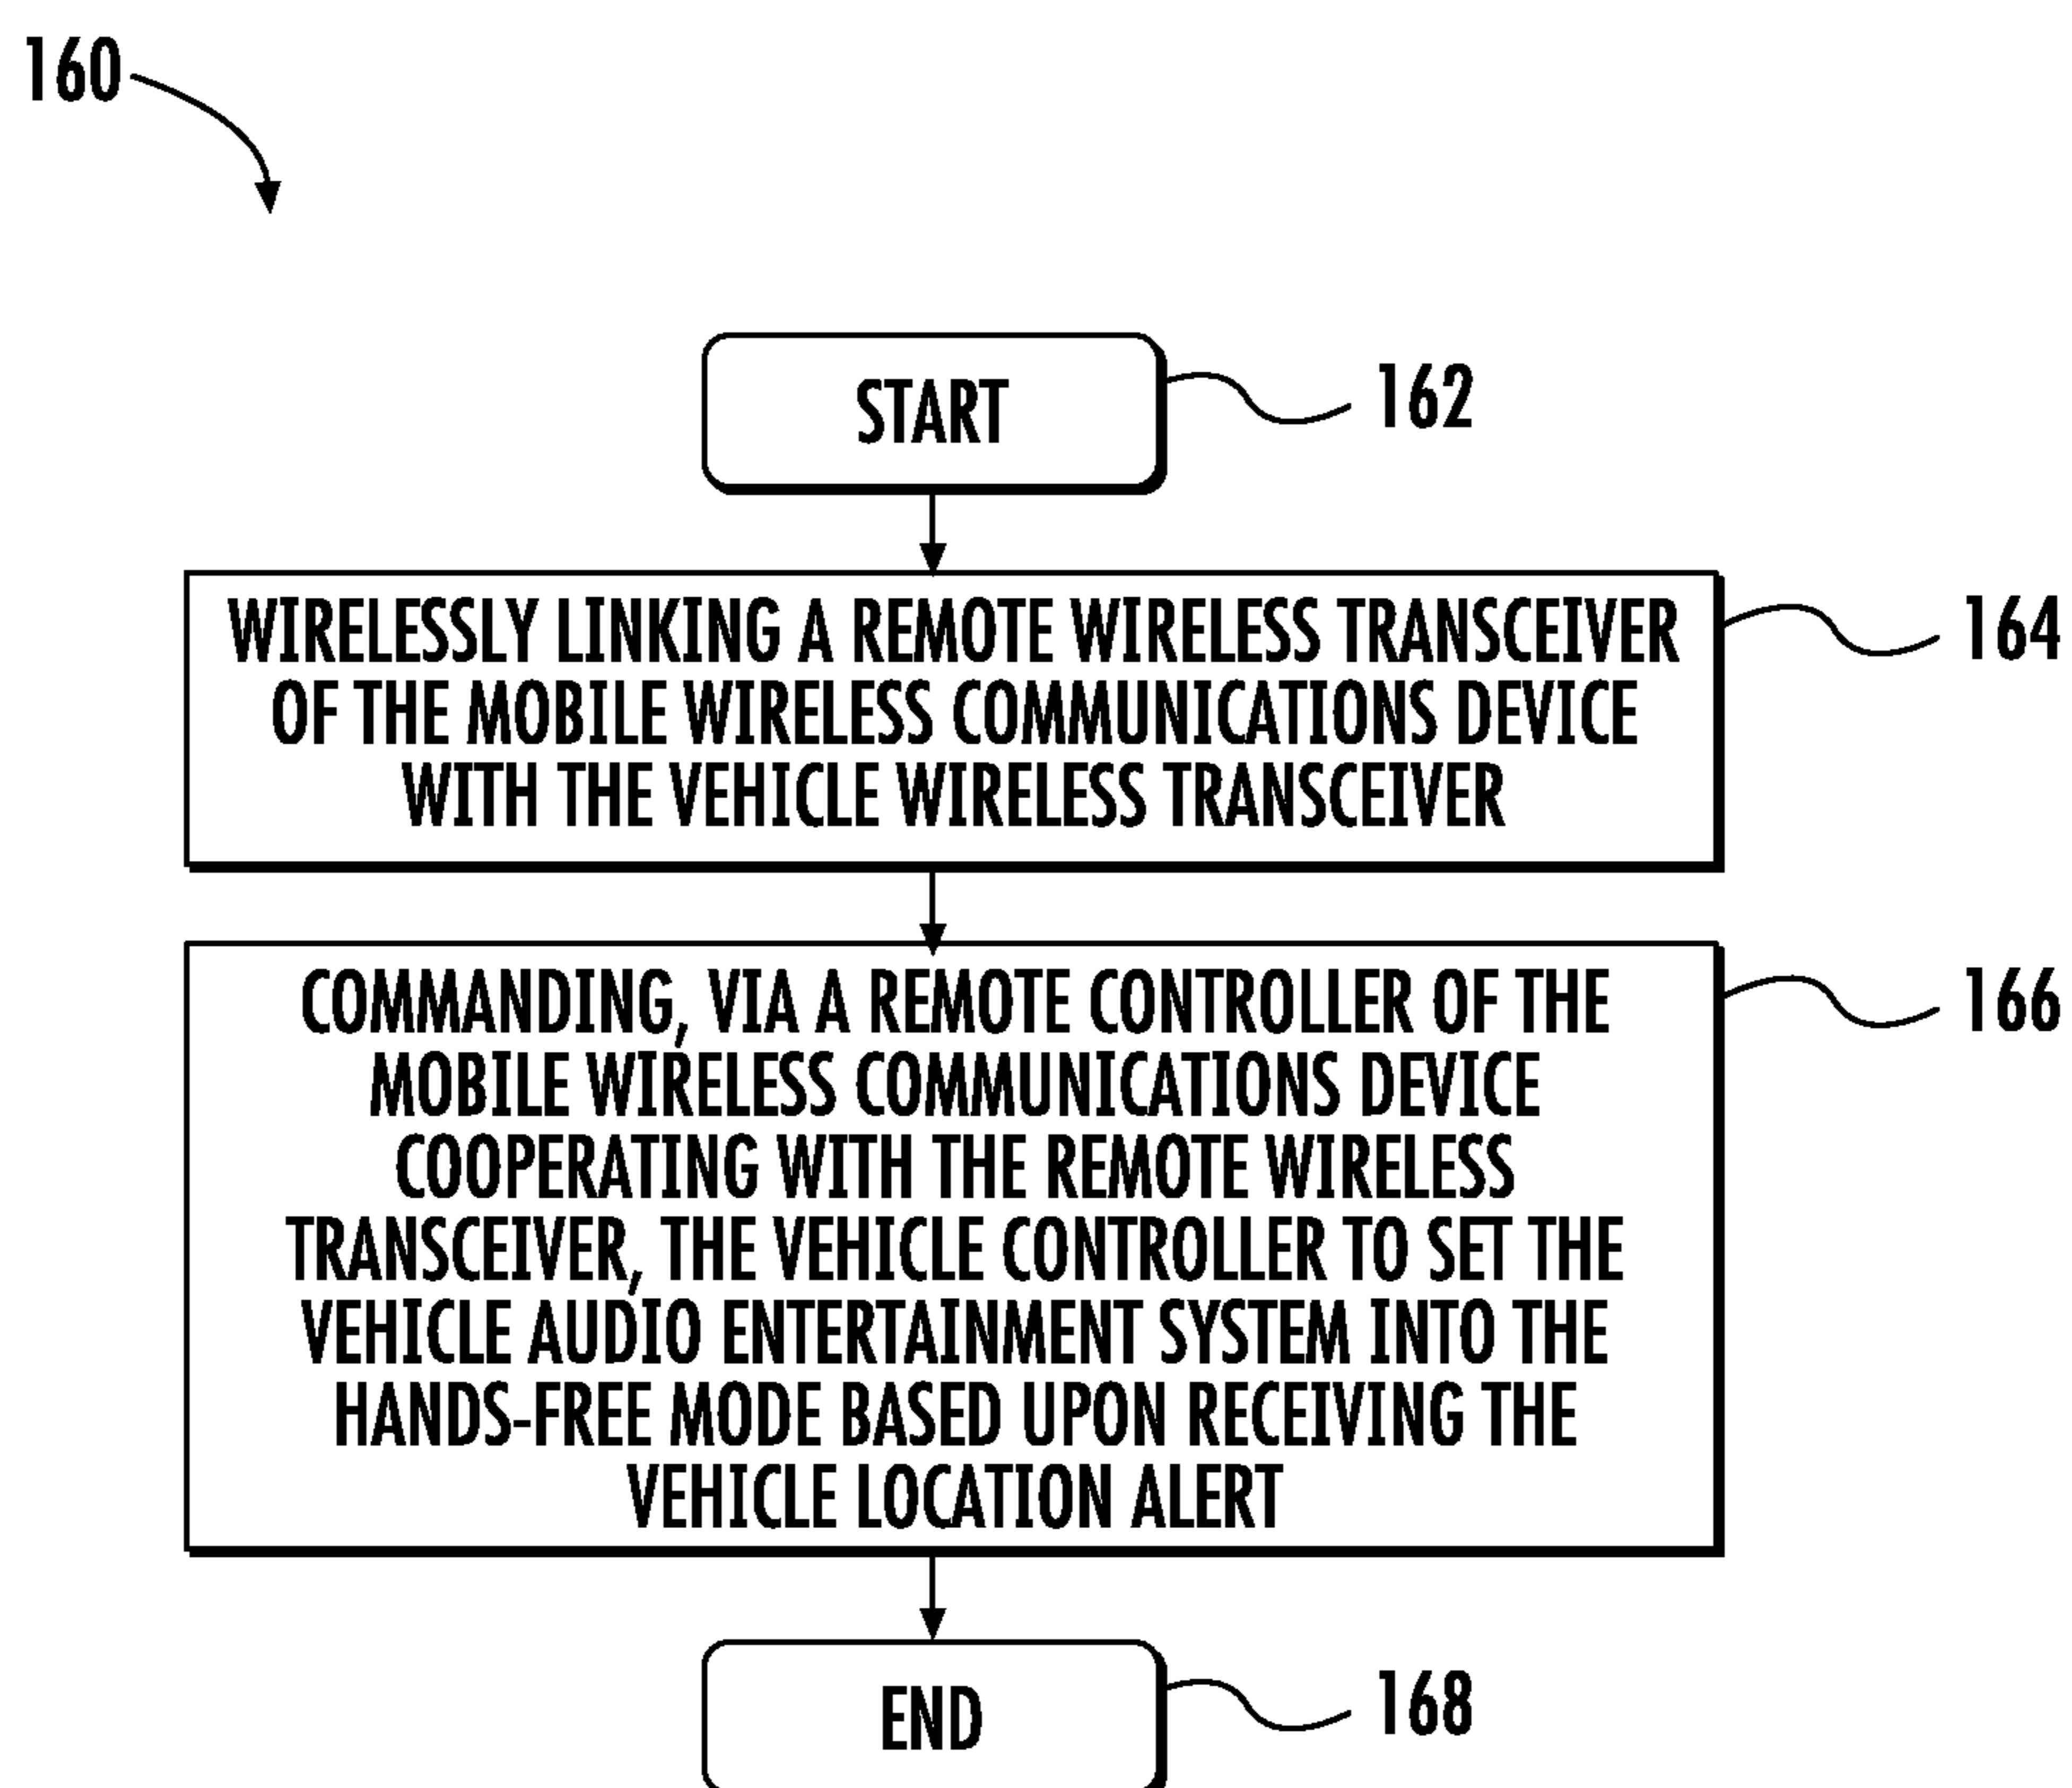 160
START
162
WIRELESSLY LINKING A REMOTE WIRELESS TRANSCEIVER
OF THE MOBILE WIRELESS COMMUNICATIONS DEVICE
WITH THE VEHICLE WIRELESS TRANSCEIVER
164
COMMANDING, VIA A REMOTE CONTROLLER OF THE
MOBILE WIRELESS COMMUNICATIONS DEVICE
COOPERATING WITH THE REMOTE WIRELESS
TRANSCEIVER, THE VEHICLE CONTROLLER TO SET THE
VEHICLE AUDIO ENTERTAINMENT SYSTEM INTO THE
HANDS-FREE MODE BASED UPON RECEIVING THE
VEHICLE LOCATION ALERT
166
END
168